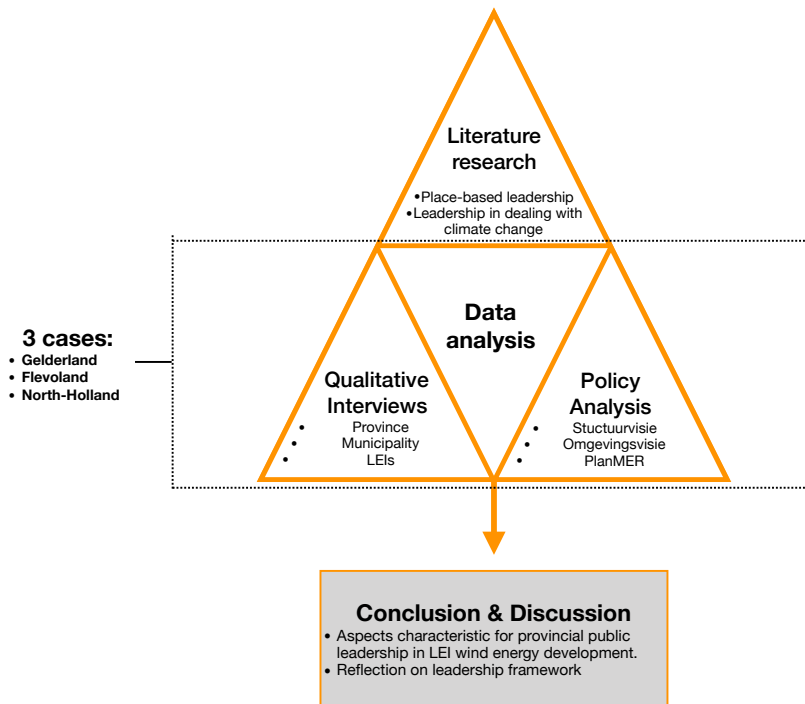 Literature
research
•Place-based leadership
•Leadership in dealing with
climate change
3 cases:
• Gelderland
• Flevoland
• North-Holland
Data
analysis
Qualitative
Interviews
• Province
• Municipality
• LEIs
Policy
Analysis
• Stuctuurvisie
• Omgevingsvisie
• PlanMER
Conclusion & Discussion
• Aspects characteristic for provincial public
leadership in LEI wind energy development.
• Reflection on leadership framework